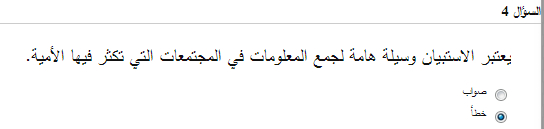 السؤال 4
يعتبر الاستبيان وسيلة هامة لجمع المعلومات في المجتمعات التي تكثر فيها الأمية.
صواب
خطأ